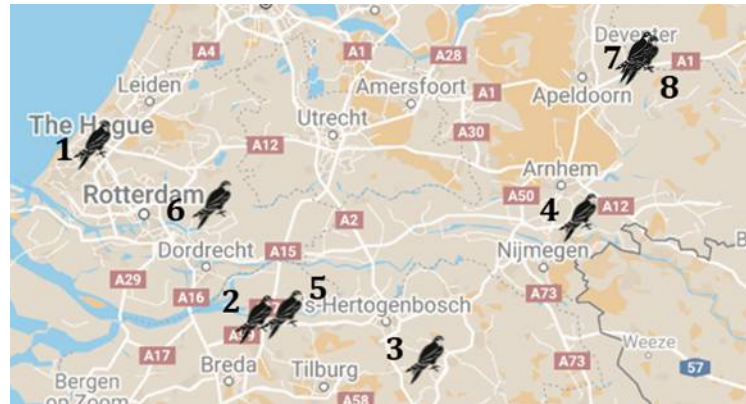 Deventer
A4
A1
A28
7
A1
Leiden
Amersfoort
A1
Apeldoorn
8
The Hague
Utrecht
A30
1
A12
Arnhem
Rotterdam
6
A50
4
A12
A2
Dordrecht
A15
Nijmegen
A29
A16
2
5
s-Hertogenbosch
A73
3
Weeze
A17
Breda
Tilburg
A73
57
Bergen
op Zoom
A58